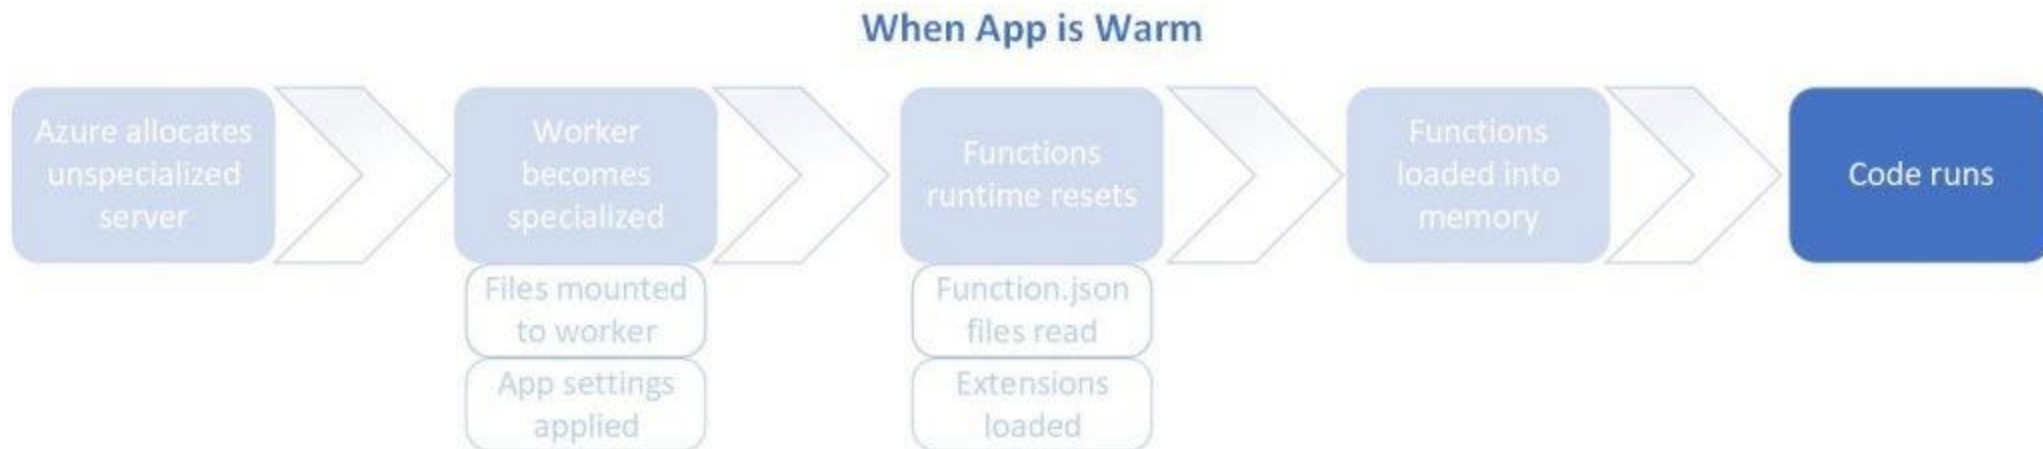 When App is Warm
Azure allocates
unspecialized
server
Worker
becomes
specialized
Files mounted
to worker
App settings
applied
Functions
runtime resets
Function.json
files read
Extensions
loaded
Functions
loaded into
memory
Code runs